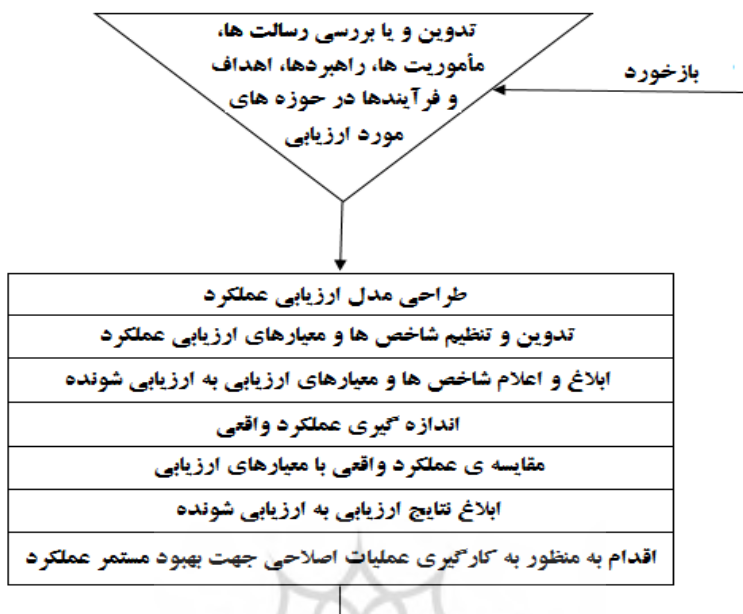 تدوین و یا بررسی رسالت ها،
مأموریت ها، راهبردها، اهداف
و فرآیندها در حوزه های
مورد ارزیابی
بازخورد
طراحی مدل ارزیابی عملکرد
تدوین و تنظیم شاخص ها و معیارهای ارزیابی عملکرد
ابلاغ و اعلام شاخص ها و معیارهای ارزیابی به ارزیابی شونده
اندازه گیری عملکرد واقعی
مقایسه ی عملکرد واقعی با معیارهای ارزیابی
ابلاغ نتایج ارزیابی به ارزیابی شونده
اقدام به منظور به کارگیری عملیات اصلاحی جهت بهبود مستمر عملکرد